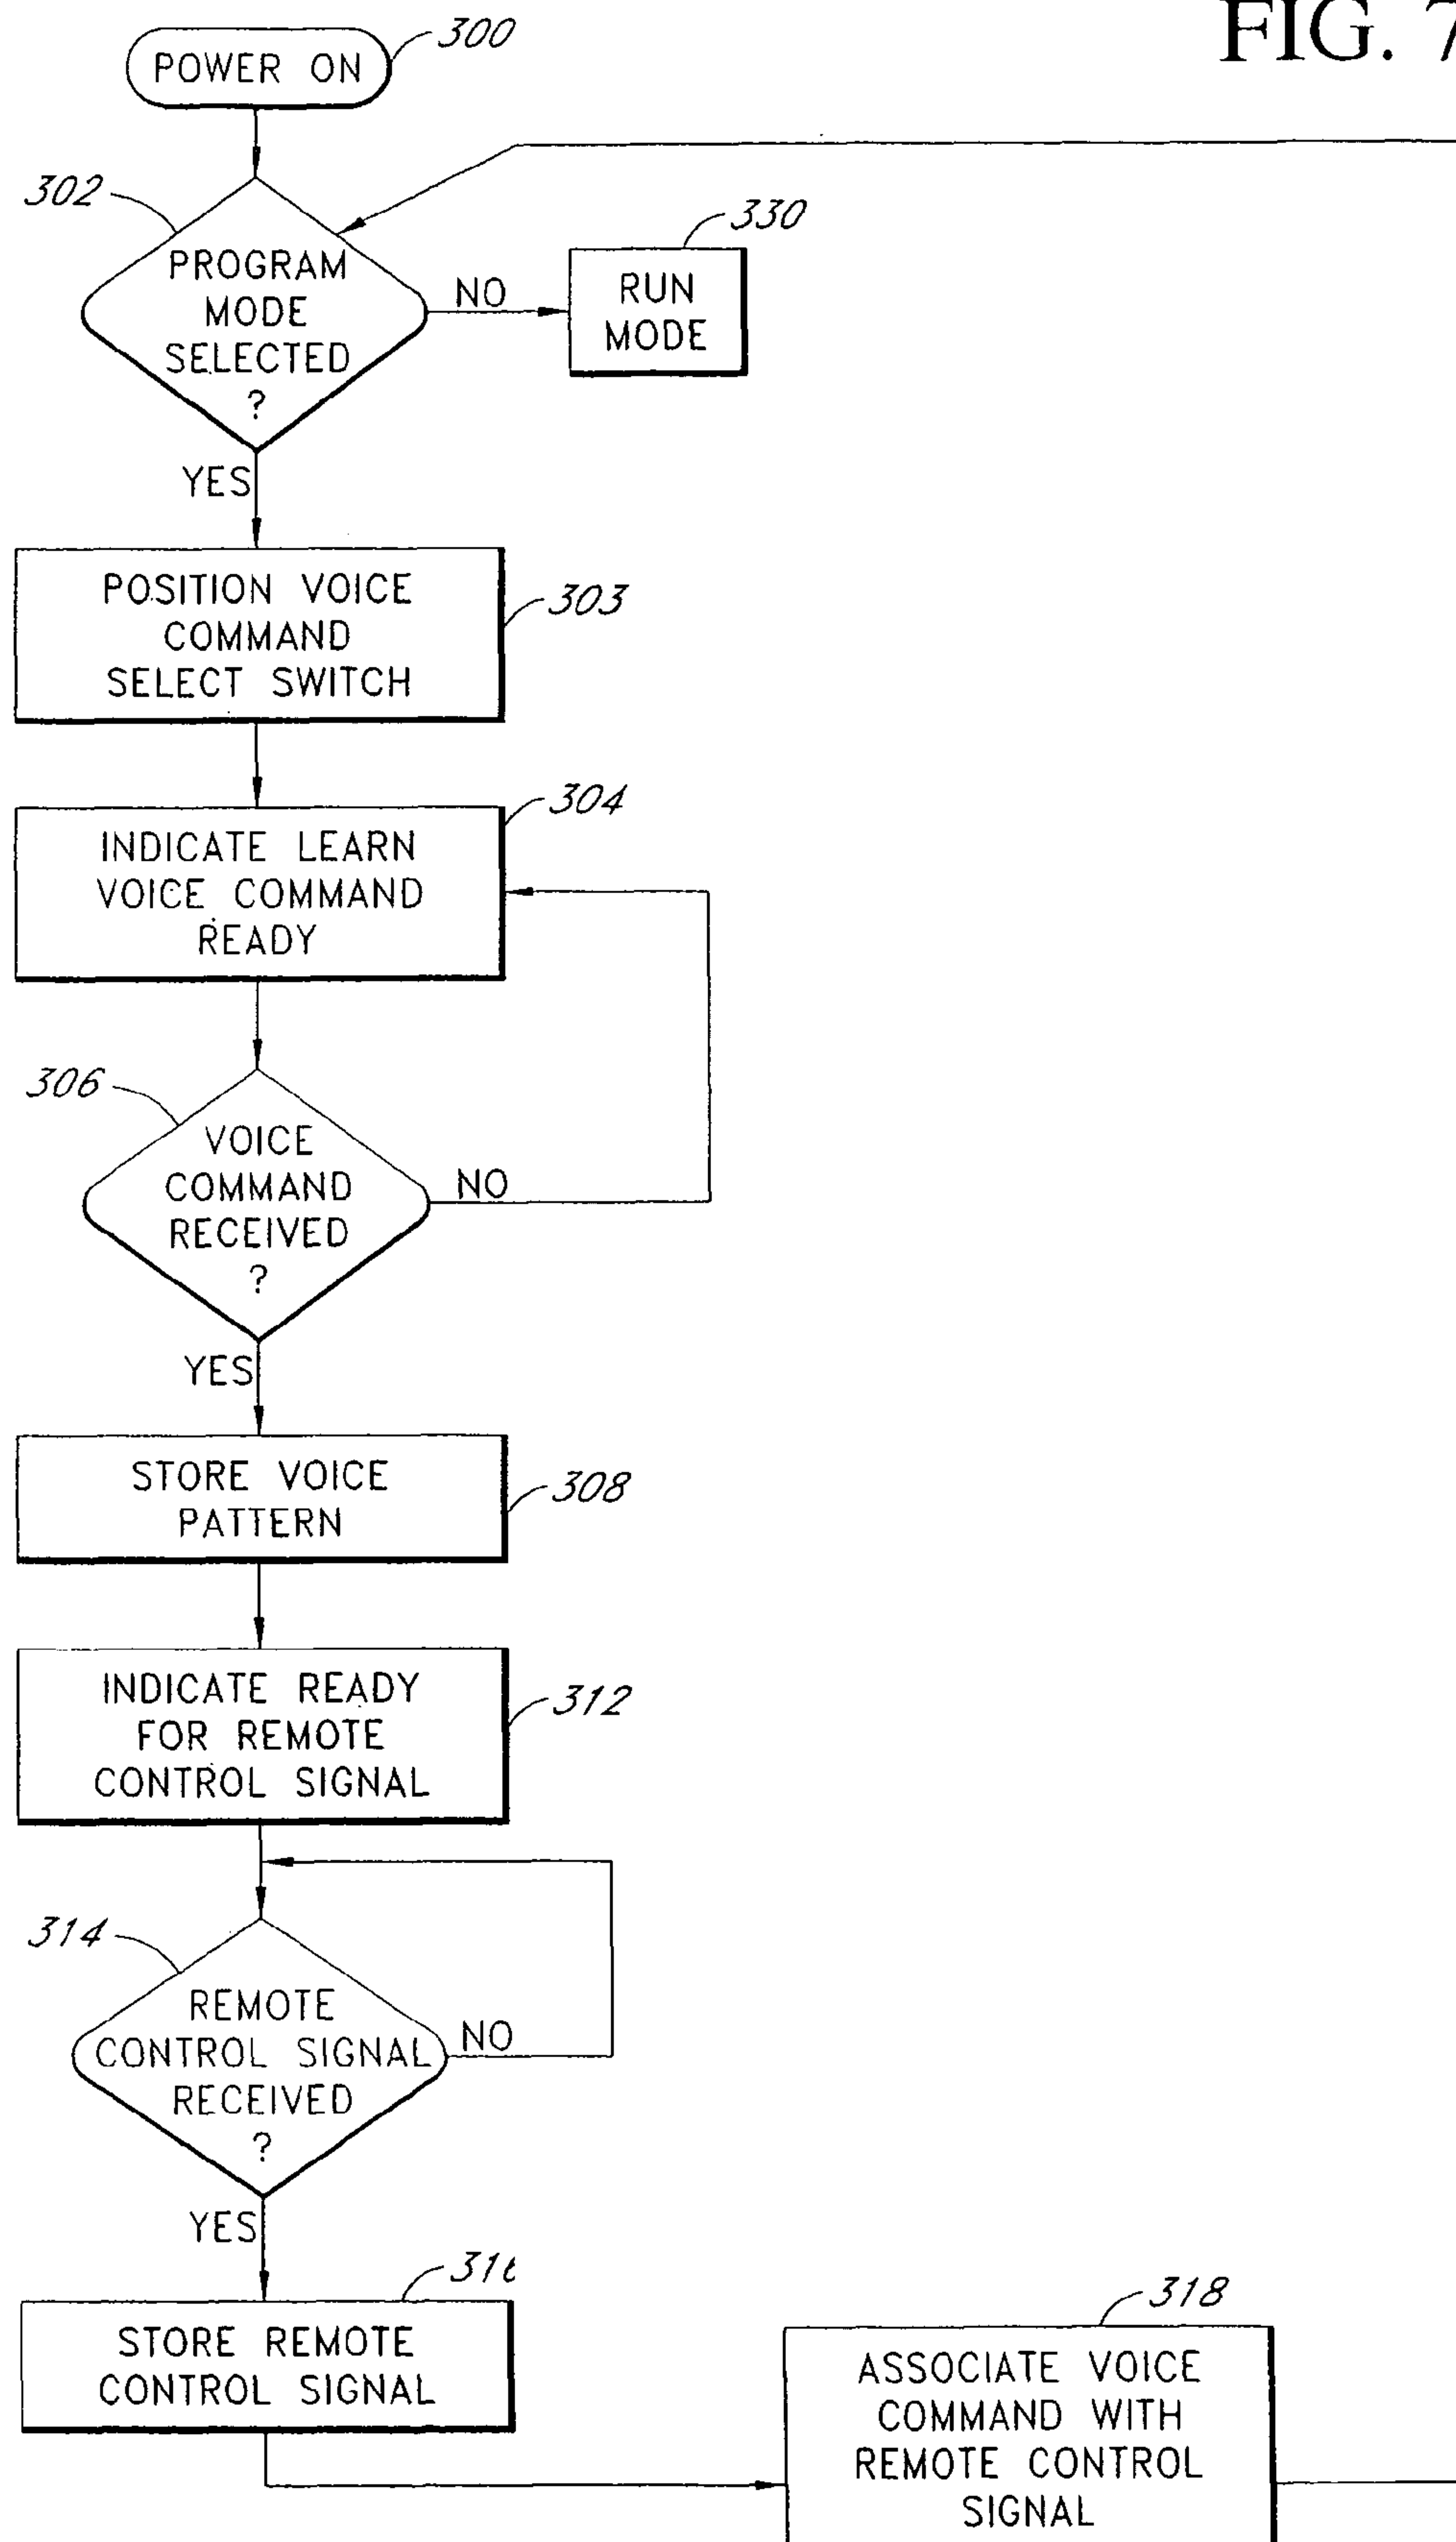 FIG. 7
300
POWER ON
302
PROGRAM
MODE
SELECTED
?
NO
330
RUN
MODE
YES
303
POSITION VOICE
COMMAND
SELECT SWITCH
304
INDICATE LEARN
VOICE COMMAND
READY
306
VOICE
COMMAND
RECEIVED
?
NO
YES
308
STORE VOICE
PATTERN
312
INDICATE READY
FOR REMOTE
CONTROL SIGNAL
314
REMOTE
CONTROL SIGNAL
RECEIVED
?
NO
YES
316
STORE REMOTE
CONTROL SIGNAL
318
ASSOCIATE VOICE
COMMAND WITH
REMOTE CONTROL
SIGNAL